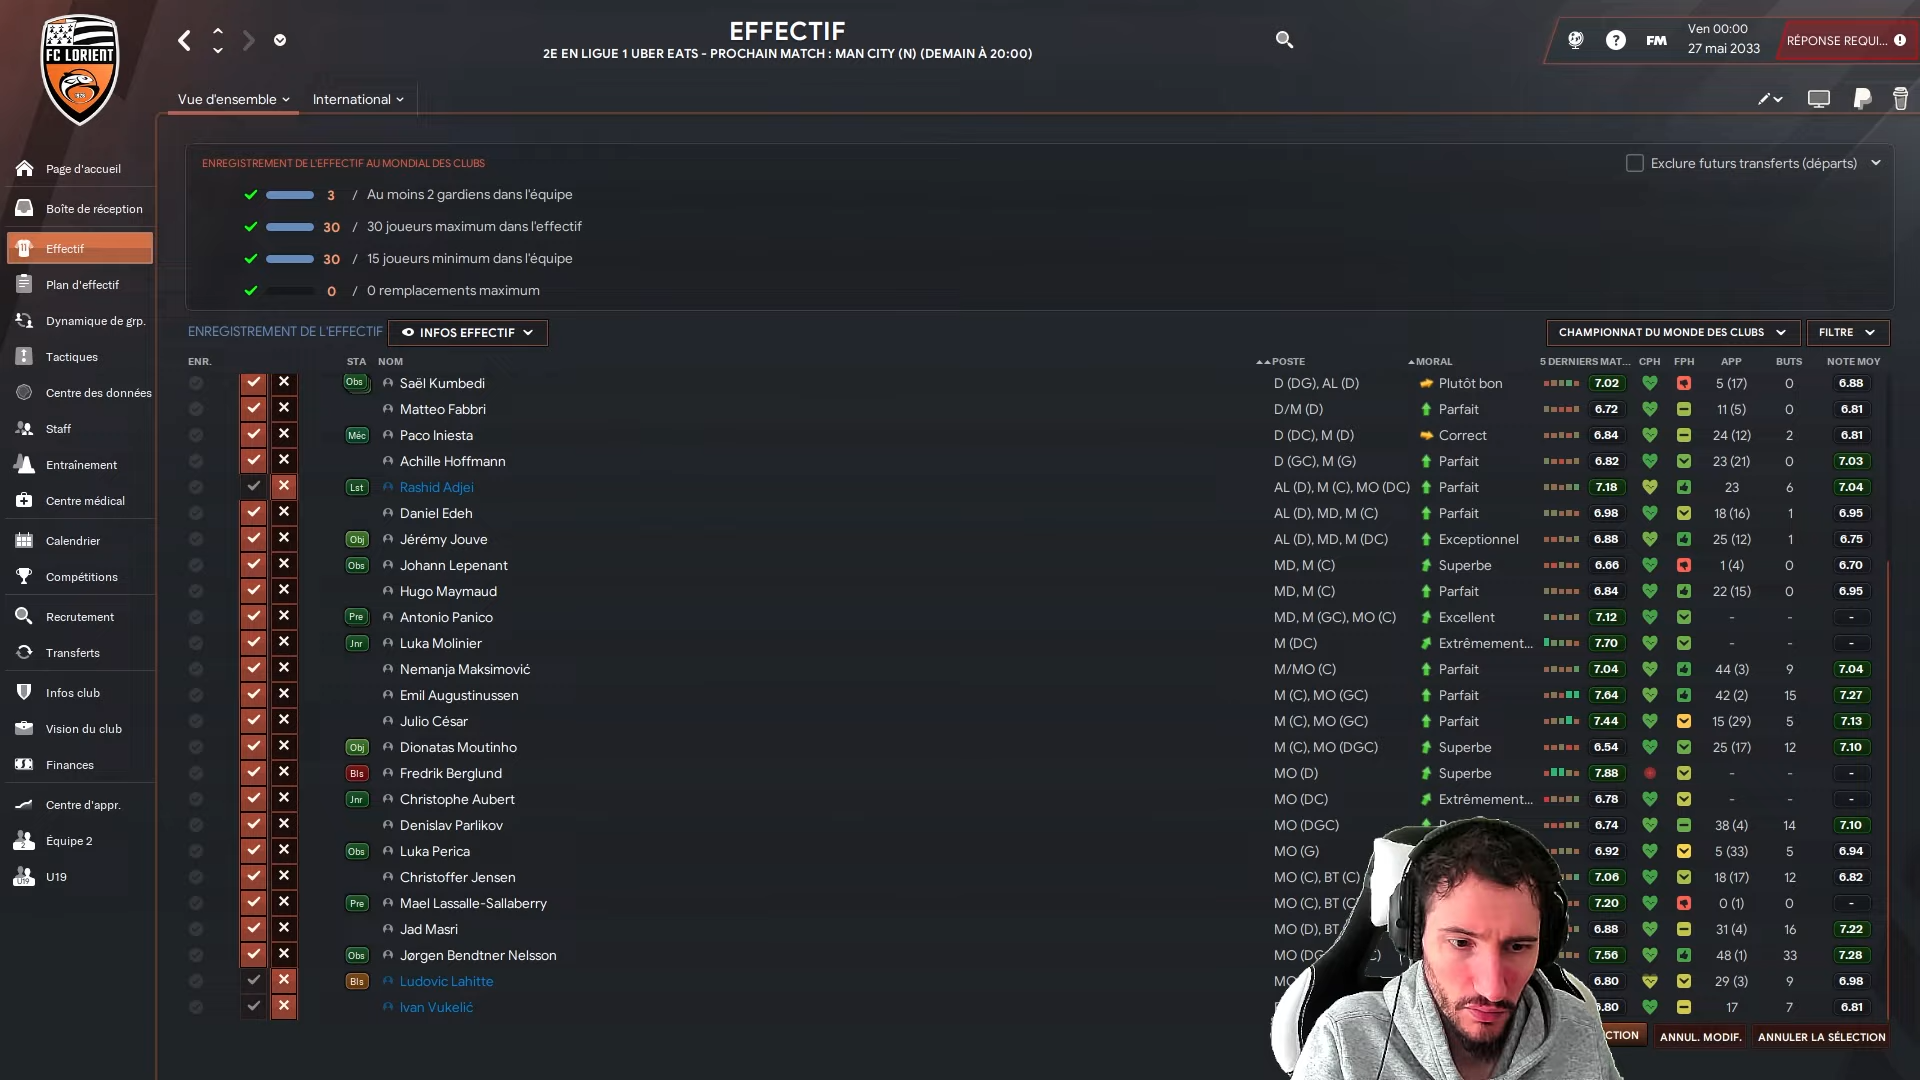 FC LORIENT
EFFECTIF
2E EN LIGUE 1 UBER EATS - PROCHAIN MATCH : MAN CITY (N) (DEMAIN À 20:00)
FM
Ven 00:00
27 mai 2033
RÉPONSE REQUI...
Vue d'ensemble
International
Page d'accueil
Boîte de réception
Effectif
Plan d'effectif
Dynamique de grp.
Tactiques
Centre des données
Staff
Entraînement
Centre médical
Calendrier
Compétitions
Recrutement
Transferts
Infos club
Vision du club
Finances
Centre d'appr.
Équipe 2
U19
ENREGISTREMENT DE L'EFFECTIF AU MONDIAL DES CLUBS
Exclure futurs transferts (départs)
3 / Au moins 2 gardiens dans l'équipe
30 / 30 joueurs maximum dans l'effectif
30 / 15 joueurs minimum dans l'équipe
0 / 0 remplacements maximum
ENREGISTREMENT DE L'EFFECTIF
INFOS EFFECTIF
CHAMPIONNAT DU MONDE DES CLUBS
FILTRE
ENR. STA NOM POSTE MORAL 5 DERNIERS MAT... CPH FPH APP BUTS NOTE MOY
Obs Saël Kumbedi D (DG), AL (D) Plutôt bon 7.02 5 (17) 0 6.88
Matteo Fabbri D/M (D) Parfait 6.72 11 (5) 0 6.81
Méc Paco Iniesta D (DC), M (D) Correct 6.84 24 (12) 2 6.81
Achille Hoffmann D (GC), M (G) Parfait 6.82 23 (21) 0 7.03
Lst Rashid Adjei AL (D), M (C), MO (DC) Parfait 7.18 23 6 7.04
Daniel Edeh AL (D), MD, M (C) Parfait 6.98 18 (16) 1 6.95
Obj Jérémy Jouve AL (D), MD, M (DC) Exceptionnel 6.88 25 (12) 1 6.75
Obs Johann Lepenant MD, M (C) Superbe 6.66 1 (4) 0 6.70
Hugo Maymaud MD, M (C) Parfait 6.84 22 (15) 0 6.95
Pre Antonio Panico MD, M (GC), MO (C) Excellent 7.12 - - -
Jnr Luka Molinier M (DC) Extrêmement... 7.70 - - -
Nemanja Maksimović M/MO (C) Parfait 7.04 44 (3) 9 7.04
Emil Augustinussen M (C), MO (GC) Parfait 7.64 42 (2) 15 7.27
Julio César M (C), MO (GC) Parfait 7.44 15 (29) 5 7.13
Obj Dionatas Moutinho M (C), MO (DGC) Superbe 6.54 25 (17) 12 7.10
Bls Fredrik Berglund MO (D) Superbe 7.88 - - -
Jnr Christophe Aubert MO (DC) Extrêmement... 6.78 - - -
Denislav Parlikov MO (DGC) 6.74 38 (4) 14 7.10
Obs Luka Perica MO (G) 6.92 5 (33) 5 6.94
Christoffer Jensen MO (C), BT (C) 7.06 18 (17) 12 6.82
Pre Mael Lassalle-Sallaberry MO (C), BT (C 7.20 0 (1) 0 -
Jad Masri MO (D), BT 6.88 31 (4) 16 7.22
Obs Jørgen Bendtner Nelsson MO (DG 7.56 48 (1) 33 7.28
Bls Ludovic Lahitte 6.80 29 (3) 9 6.98
Ivan Vukelić 17 7 6.81
CTION
ANNUL. MODIF.
ANNULER LA SÉLECTION